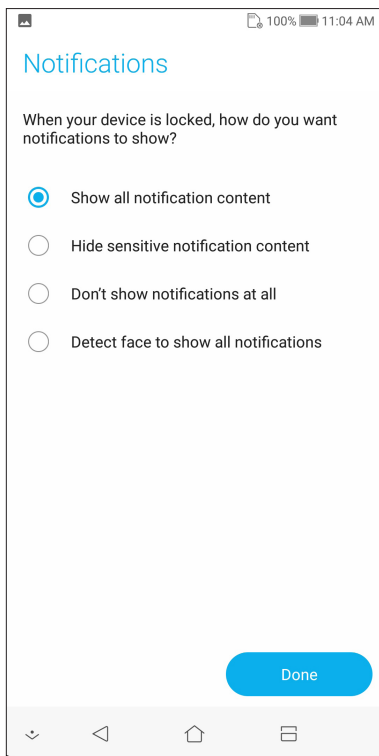 100% 11:04 AM
Notifications
When your device is locked, how do you want
notifications to show?
Show all notification content
Hide sensitive notification content
Don't show notifications at all
Detect face to show all notifications
Done